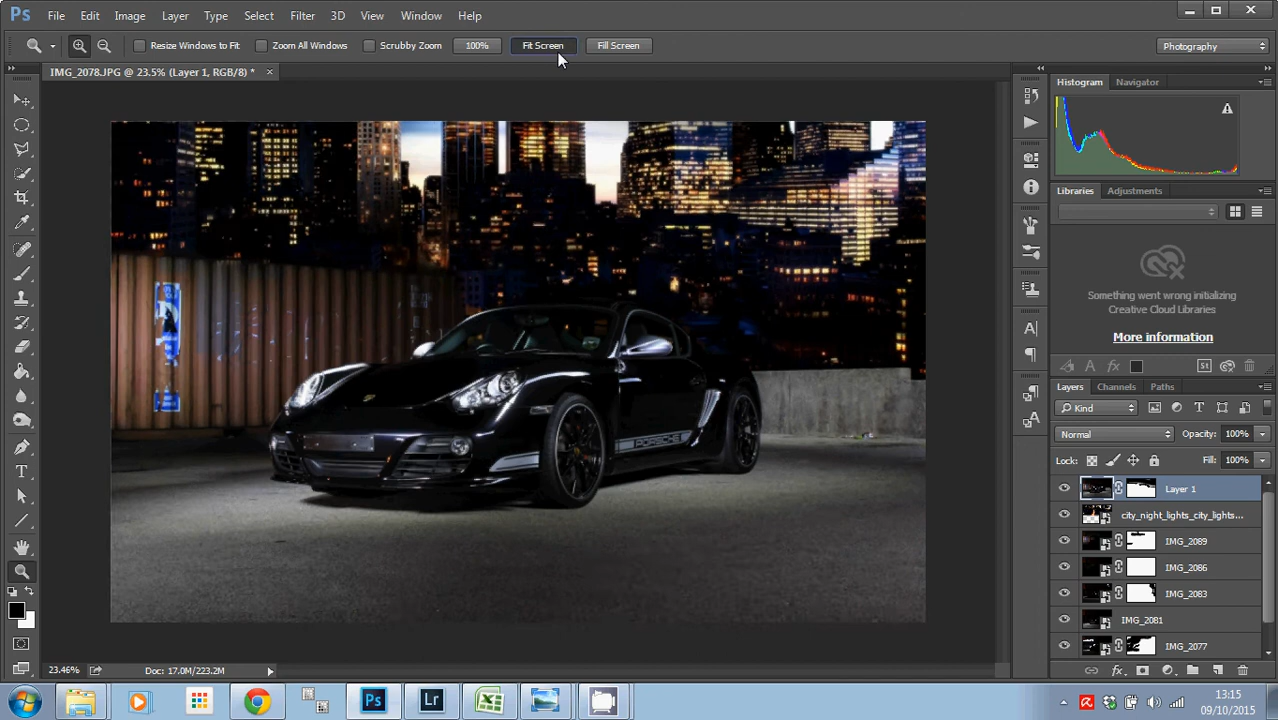 Ps File Edit Image Layer Type Select Filter 3D View Window Help
Resize Windows to Fit Zoom All Windows Scrubby Zoom 100% Fit Screen Fill Screen Photography
IMG_2078.JPG @ 23.5% (Layer 1, RGB/8) * ×
Histogram Navigator
Libraries Adjustments
Something went wrong initializing
Creative Cloud Libraries
More information
St
Layers Channels Paths
Kind
Normal Opacity: 100%
Lock: Fill: 100%
Layer 1
city_night_lights_city_lights...
IMG_2089
IMG_2086
IMG_2083
IMG_2081
IMG_2077
PORSCHE
23.46% Doc: 17.0M/223.2M
Ps Lr
13:15
09/10/2015